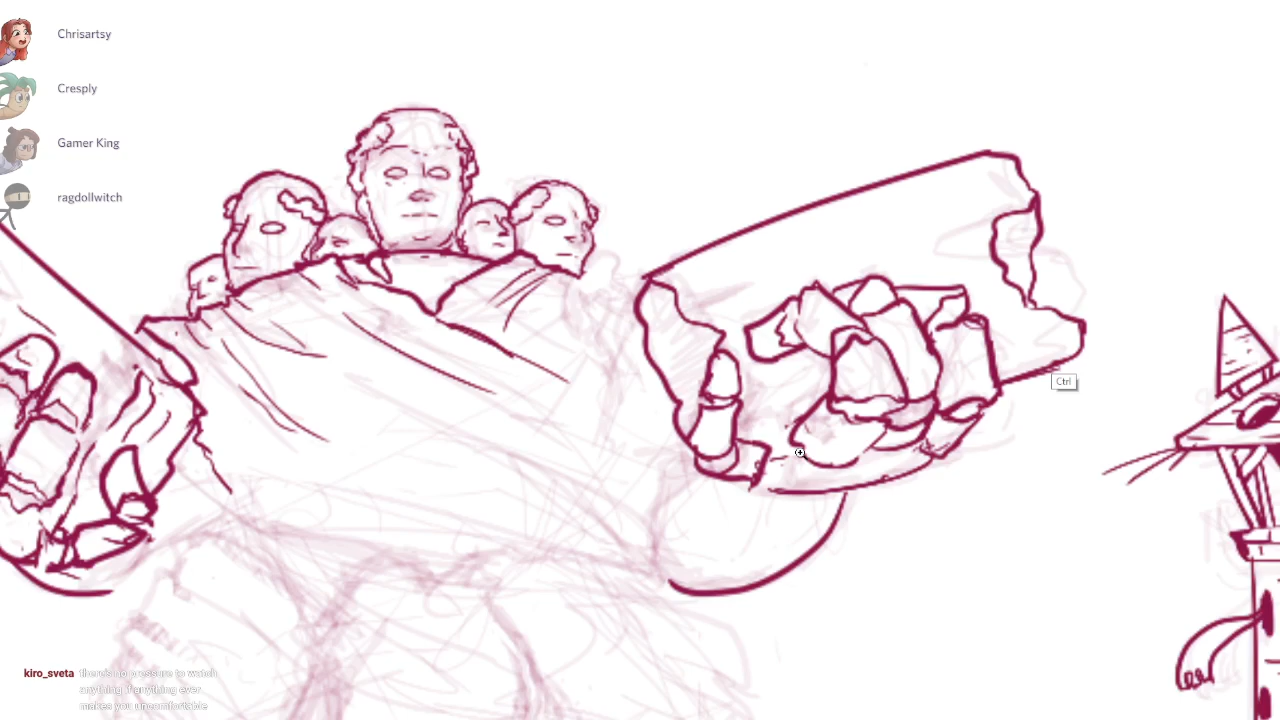 Chrisartsy
Cresply
Gamer King
ragdollwitch
Ctrl
kiro_sveta there's no pressure to watch
anything if anything ever
makes you uncomfortable